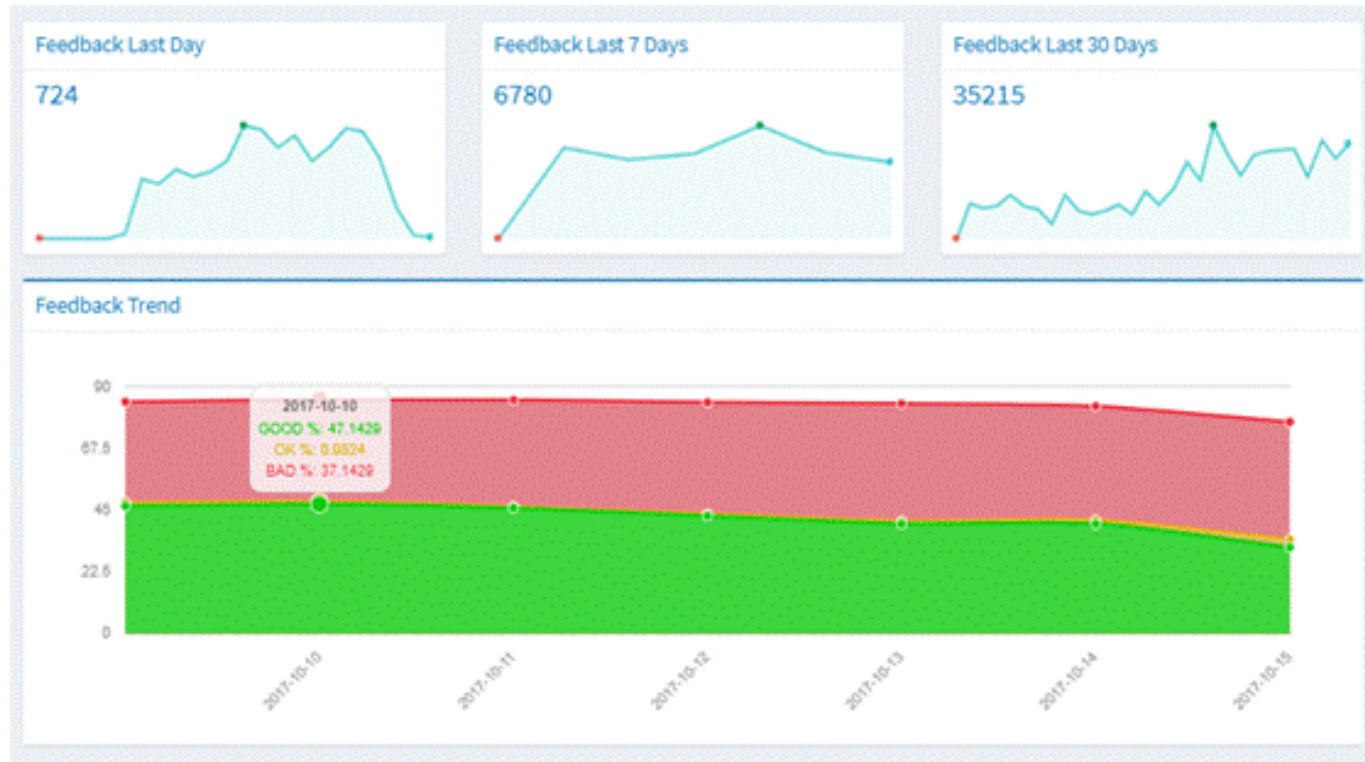 Feedback Last Day
724
Feedback Last 7 Days
6780
Feedback Last 30 Days
35215
Feedback Trend
90
67.5
45
22.5
0
2017-10-10
GOOD %: 47.1429
OK %: 0.9524
BAD %: 37.1429
2017-10-10
2017-10-11
2017-10-12
2017-10-13
2017-10-14
2017-10-15